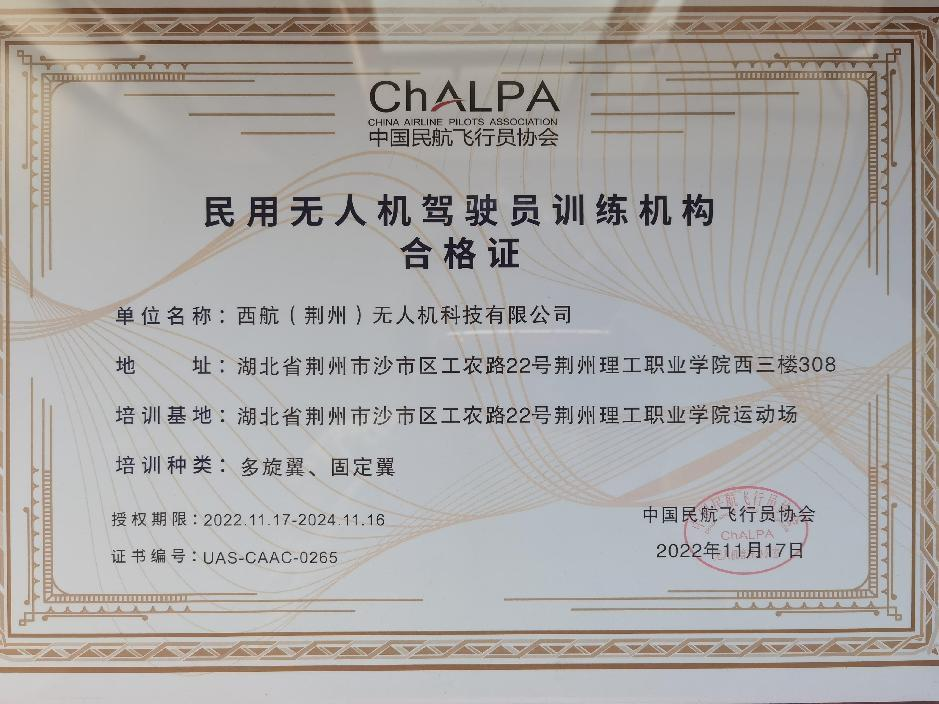 ChALPA
CHINA AIRLINE PILOTS ASSOCIATION
中国民航飞行员协会
民用无人机驾驶员训练机构
合格证
单位名称：西航（荆州）无人机科技有限公司
地 址：湖北省荆州市沙市区工农路22号荆州理工职业学院西三楼308
培训基地：湖北省荆州市沙市区工农路22号荆州理工职业学院运动场
培训种类：多旋翼、固定翼
授权期限：2022.11.17-2024.11.16
证书编号：UAS-CAAC-0265
中国民航飞行员协会
ChALPA
2022年11月17日